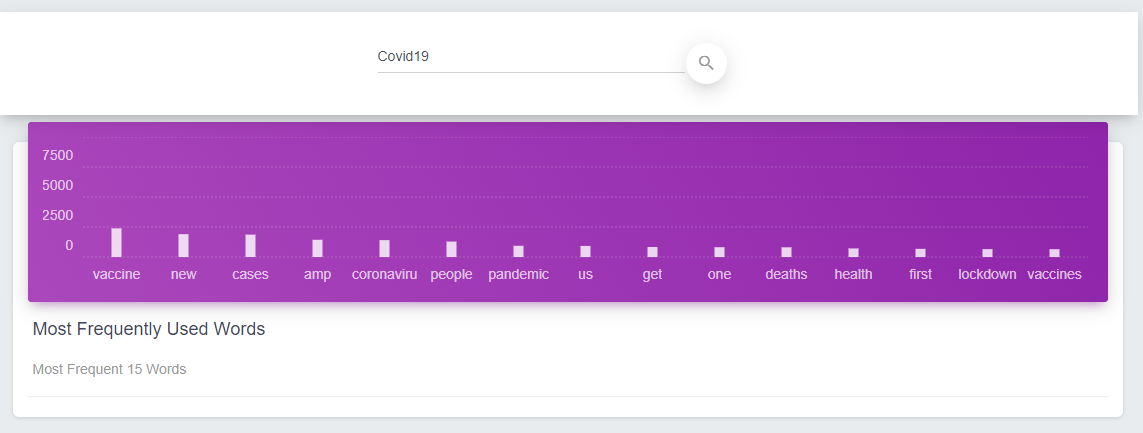 Covid19
7500
5000
2500
0
vaccine new cases amp coronaviru people pandemic us get one deaths health first lockdown vaccines
Most Frequently Used Words
Most Frequent 15 Words